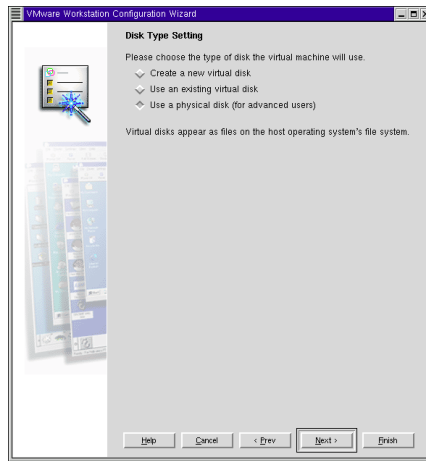 VMware Workstation Configuration Wizard
Disk Type Setting
Please choose the type of disk the virtual machine will use.
Create a new virtual disk
Use an existing virtual disk
Use a physical disk (for advanced users)
Virtual disks appear as files on the host operating system's file system.
Help Cancel < Prev Next > Finish